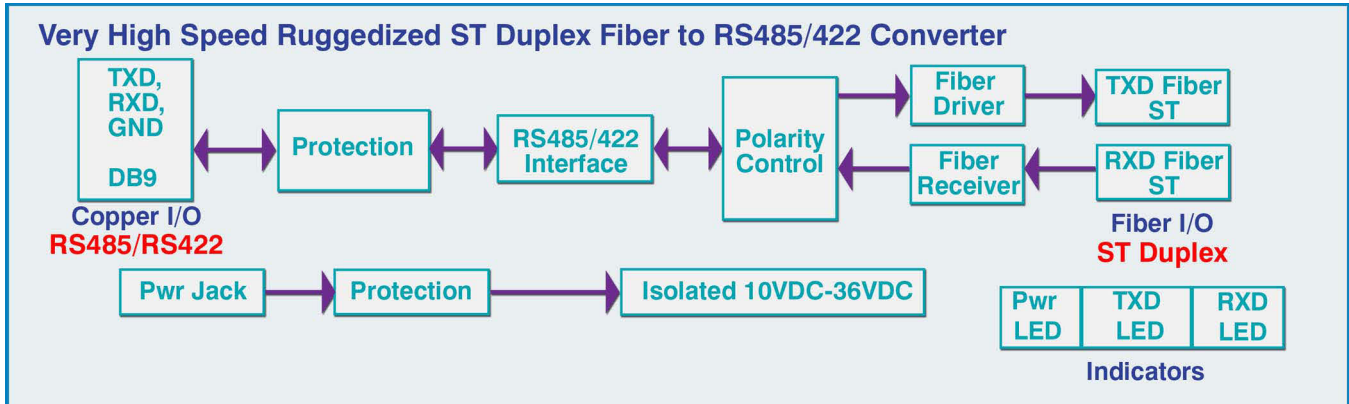 Very High Speed Ruggedized ST Duplex Fiber to RS485/422 Converter
TXD,
RXD,
GND
DB9
Copper I/O
RS485/RS422
Protection
RS485/422
Interface
Polarity
Control
Fiber
Driver
TXD Fiber
ST
Fiber
Receiver
RXD Fiber
ST
Fiber I/O
ST Duplex
Pwr Jack
Protection
Isolated 10VDC-36VDC
Pwr
LED
TXD
LED
RXD
LED
Indicators